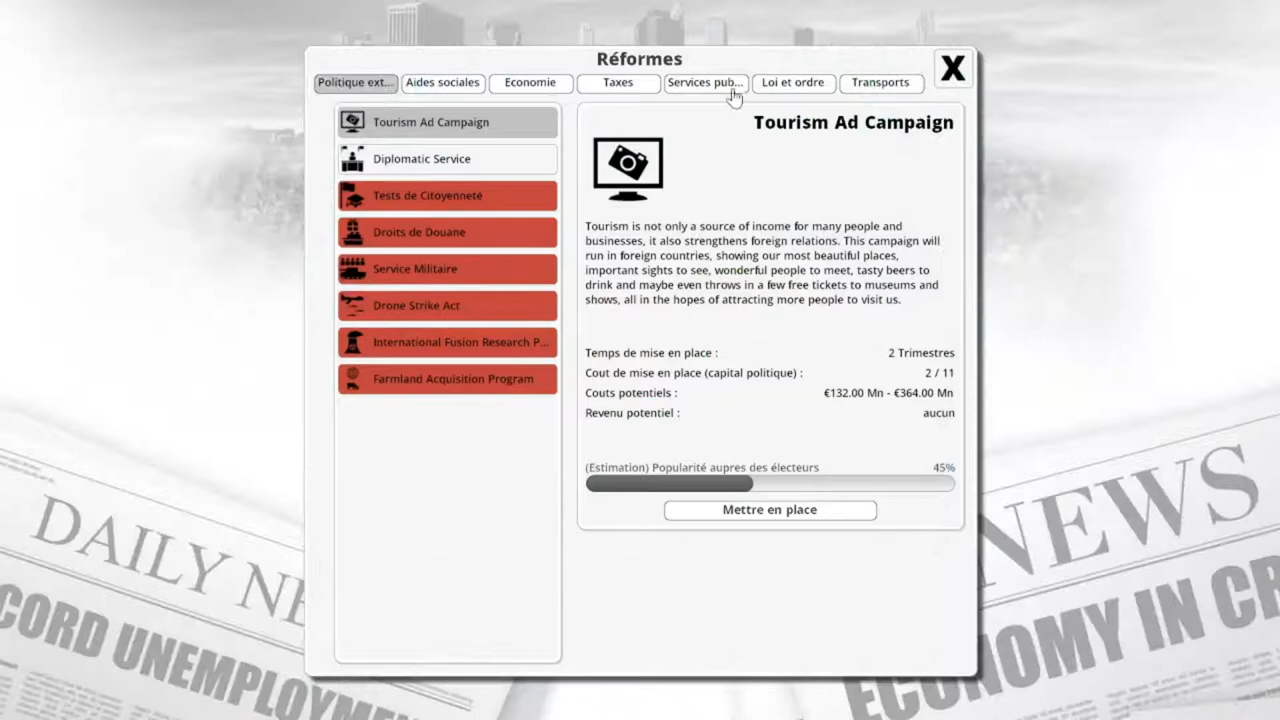 Réformes
X
Politique ext...
Aides sociales
Economie
Taxes
Services pub...
Loi et ordre
Transports
Tourism Ad Campaign
Diplomatic Service
Tests de Citoyenneté
Droits de Douane
Service Militaire
Drone Strike Act
International Fusion Research P...
Farmland Acquisition Program
Tourism Ad Campaign
Tourism is not only a source of income for many people and
businesses, it also strengthens foreign relations. This campaign will
run in foreign countries, showing our most beautiful places,
important sights to see, wonderful people to meet, tasty beers to
drink and maybe even throws in a few free tickets to museums and
shows, all in the hopes of attracting more people to visit us.
Temps de mise en place : 2 Trimestres
Cout de mise en place (capital politique) : 2 / 11
Couts potentiels : €132.00 Mn - €364.00 Mn
Revenu potentiel : aucun
(Estimation) Popularité aupres des électeurs 45%
Mettre en place
DAILY NE
CORD UNEMPLOYME
NEWS
ECONOMY IN CR